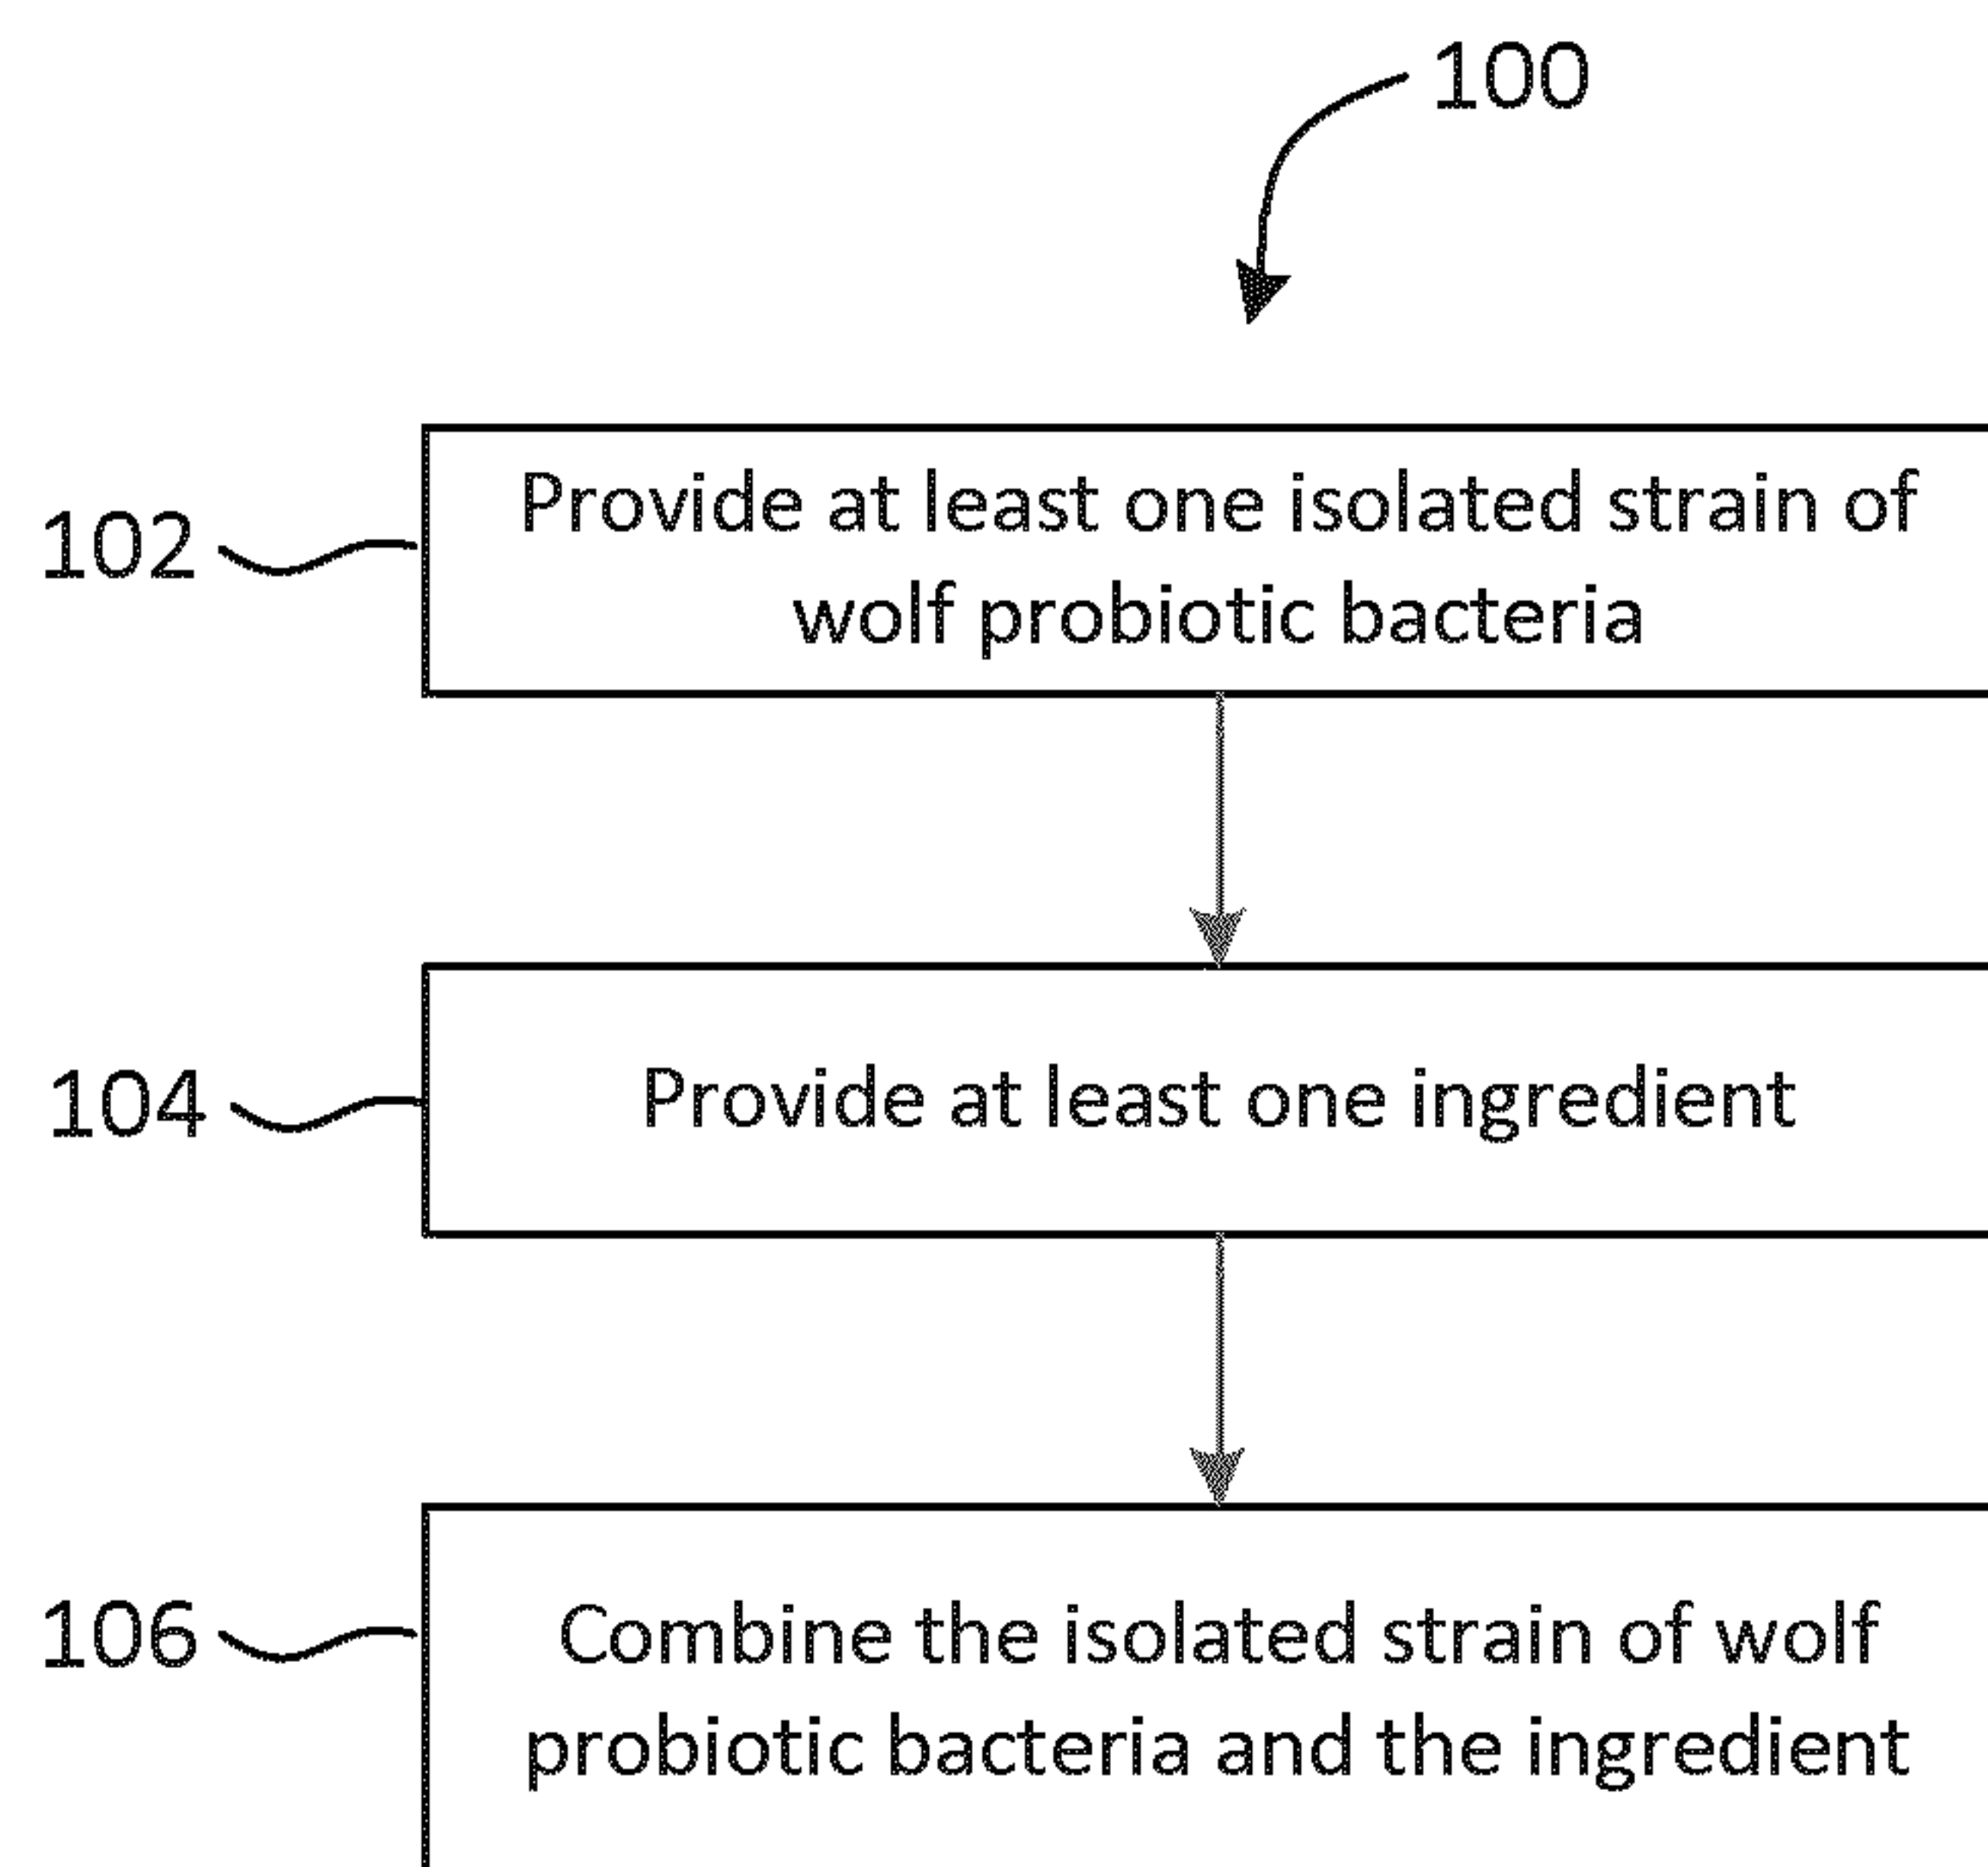 100
102
Provide at least one isolated strain of
wolf probiotic bacteria
104
Provide at least one ingredient
106
Combine the isolated strain of wolf
probiotic bacteria and the ingredient